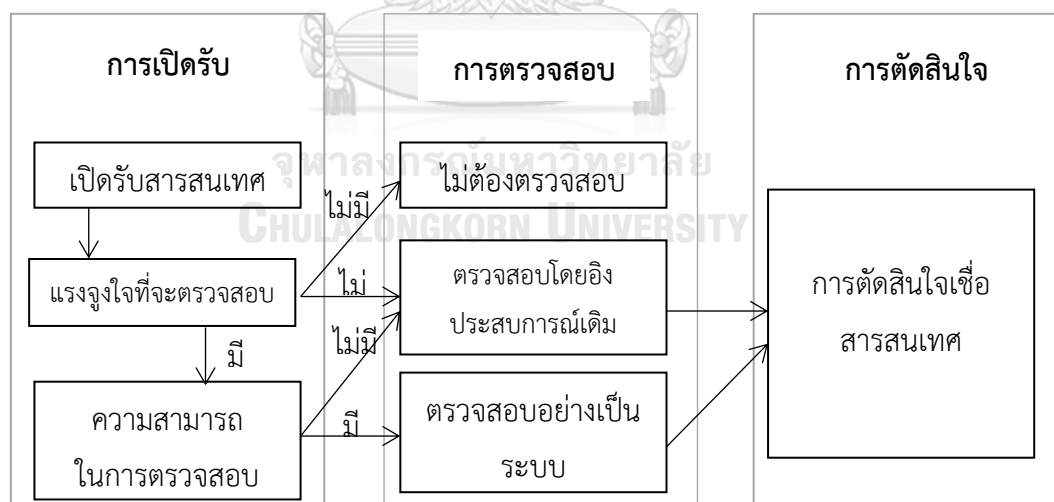 การเปิดรับ
เปิดรับสารสนเทศ
แรงจูงใจที่จะตรวจสอบ
มี
ความสามารถ
ในการตรวจสอบ
ไม่มี
ไม่
ไม่มี
มี
การตรวจสอบ
ไม่ต้องตรวจสอบ
ตรวจสอบโดยอิง
ประสบการณ์เดิม
ตรวจสอบอย่างเป็น
ระบบ
การตัดสินใจ
การตัดสินใจเชื่อ
สารสนเทศ
จุฬาลงกรณ์มหาวิทยาลัย
CHULALONGKORN UNIVERSITY